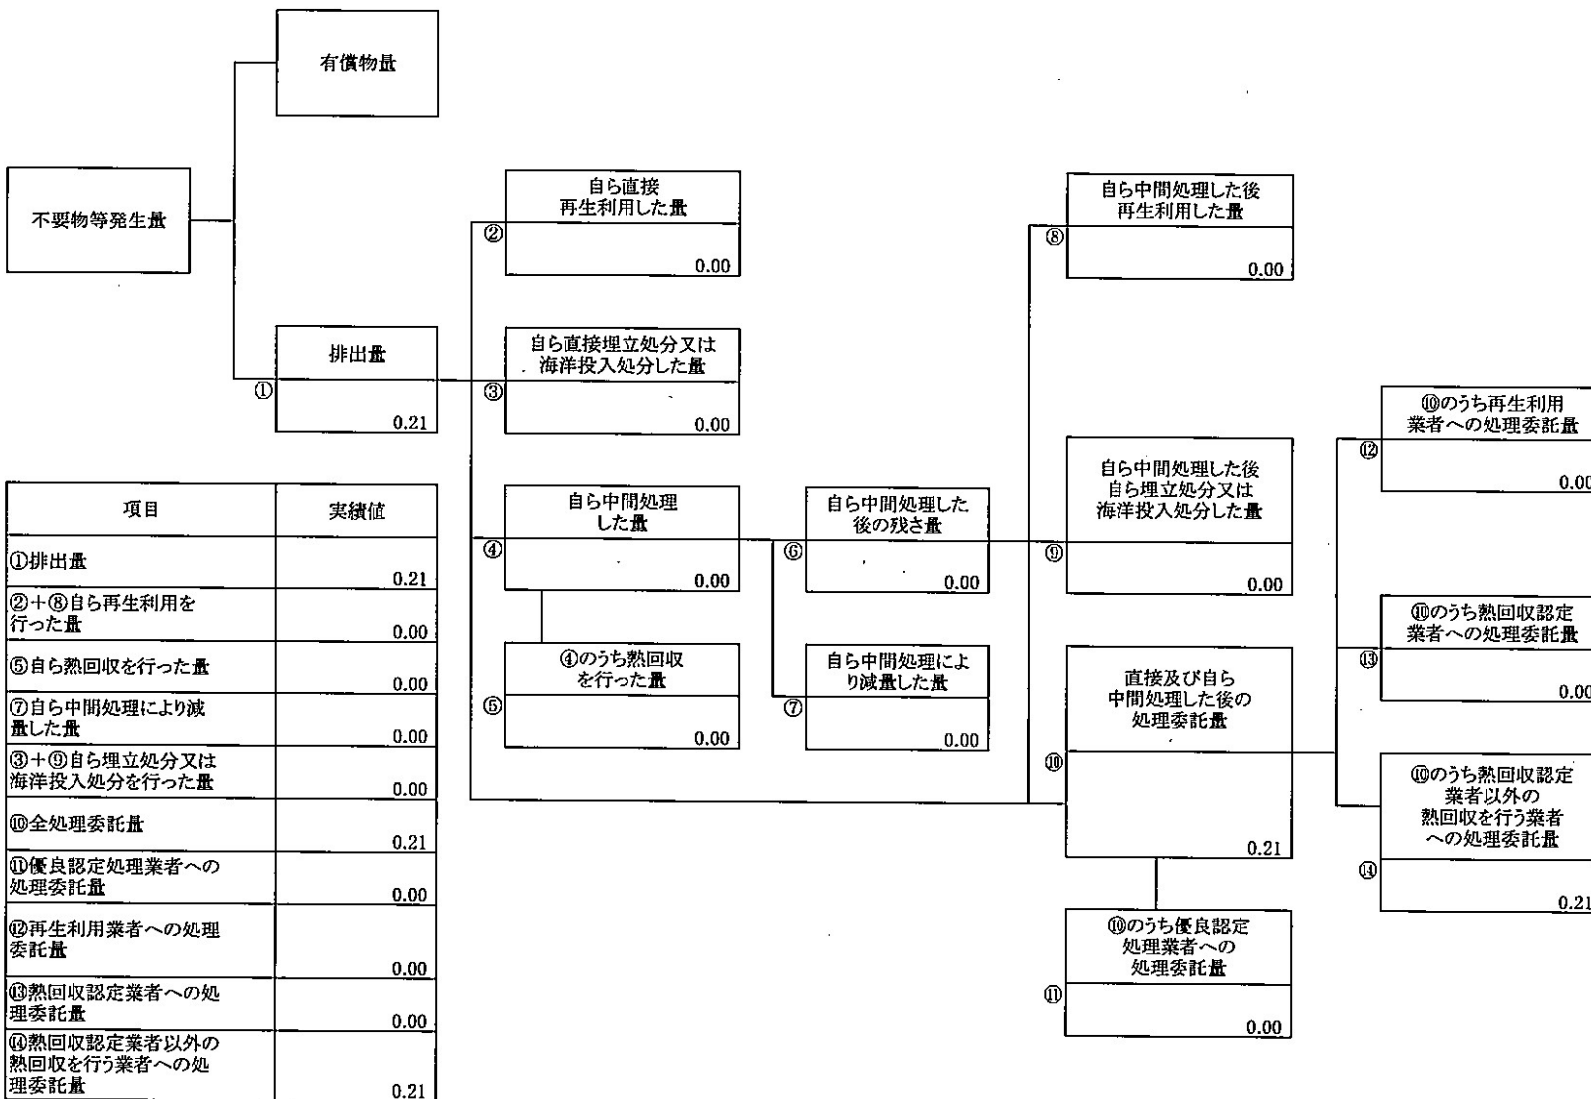 有償物量
不要物等発生量
排出量
①
0.21
自ら直接
再生利用した量
②
0.00
自ら直接埋立処分又は
海洋投入処分した量
③
0.00
自ら中間処理
した量
④
0.00
④のうち熱回収
を行った量
⑤
0.00
自ら中間処理した
後の残さ量
⑥
0.00
自ら中間処理によ
り減量した量
⑦
0.00
自ら中間処理した後
再生利用した量
⑧
0.00
自ら中間処理した後
自ら埋立処分又は
海洋投入処分した量
⑨
0.00
直接及び自ら
中間処理した後の
処理委託量
⑩
0.21
⑩のうち優良認定
処理業者への
処理委託量
⑪
0.00
⑩のうち再生利用
業者への処理委託量
⑫
0.00
⑩のうち熱回収認定
業者への処理委託量
⑬
0.00
⑩のうち熱回収認定
業者以外の
熱回収を行う業者
への処理委託量
⑭
0.21
項目 実績値
①排出量
0.21
②+⑧自ら再生利用を
行った量
0.00
⑤自ら熱回収を行った量
0.00
⑦自ら中間処理により減
量した量
0.00
③+⑨自ら埋立処分又は
海洋投入処分を行った量
0.00
⑩全処理委託量
0.21
⑪優良認定処理業者への
処理委託量
0.00
⑫再生利用業者への処理
委託量
0.00
⑬熱回収認定業者への処
理委託量
0.00
⑭熱回収認定業者以外の
熱回収を行う業者への処
理委託量
0.21